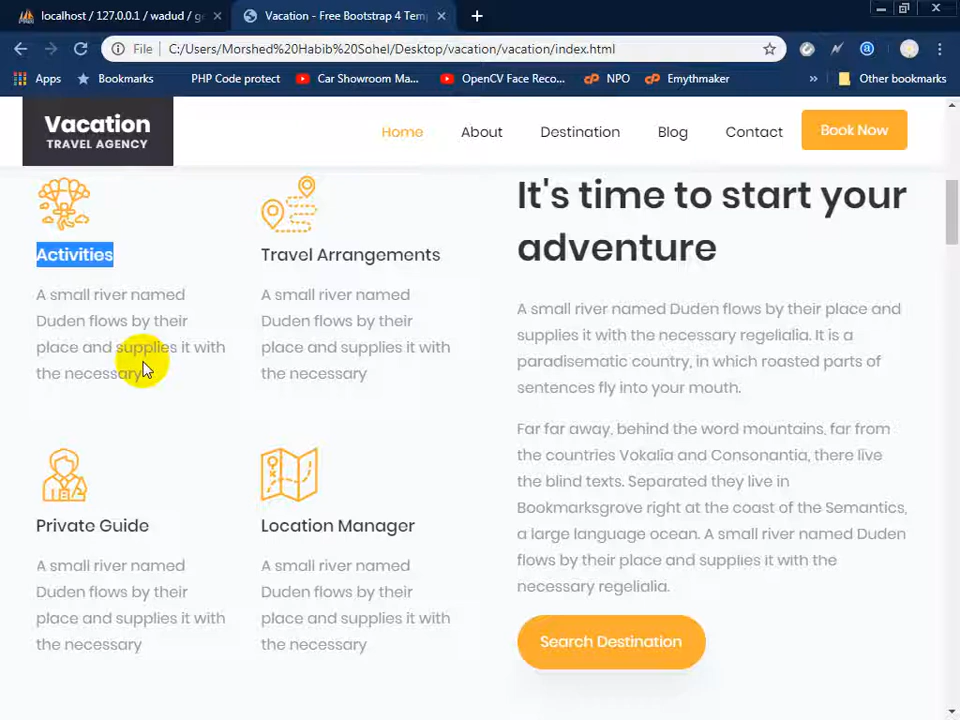 localhost / 127.0.0.1 / wadud / g
Vacation - Free Bootstrap 4 Tem
File
C:/Users/Morshed%20Habib%20Sohel/Desktop/vacation/vacation/index.html
Apps
Bookmarks
PHP Code protect
Car Showroom Ma...
OpenCV Face Reco...
NPO
Emythmaker
»
Other bookmarks
Vacation
TRAVEL AGENCY
Home
About
Destination
Blog
Contact
Book Now
Activities
A small river named
Duden flows by their
place and supplies it with
the necessary
Travel Arrangements
A small river named
Duden flows by their
place and supplies it with
the necessary
Private Guide
A small river named
Duden flows by their
place and supplies it with
the necessary
Location Manager
A small river named
Duden flows by their
place and supplies it with
the necessary
It's time to start your
adventure
A small river named Duden flows by their place and
supplies it with the necessary regelialia. It is a
paradisematic country, in which roasted parts of
sentences fly into your mouth.
Far far away, behind the word mountains, far from
the countries Vokalia and Consonantia, there live
the blind texts. Separated they live in
Bookmarksgrove right at the coast of the Semantics,
a large language ocean. A small river named Duden
flows by their place and supplies it with the
necessary regelialia.
Search Destination